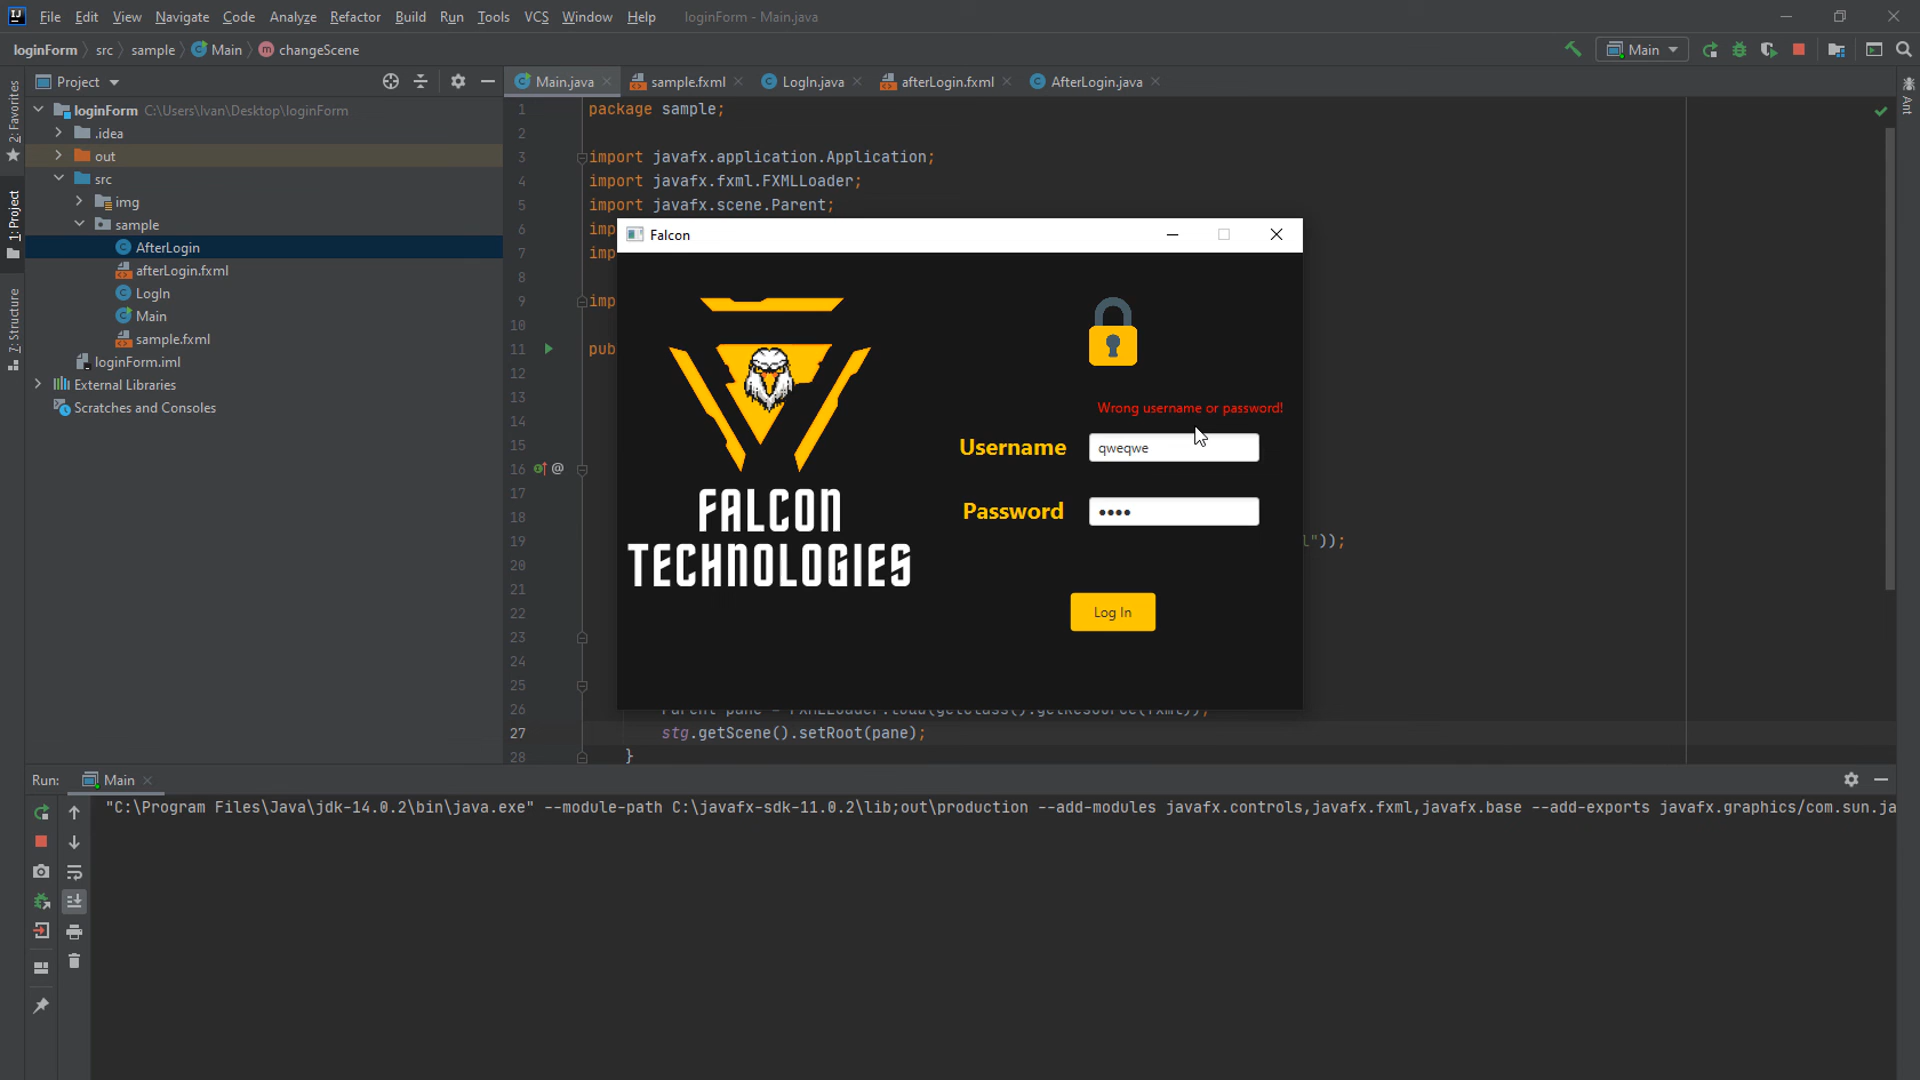 File Edit View Navigate Code Analyze Refactor Build Run Tools VCS Window Help loginForm - Main.java
loginForm src sample Main changeScene Main
Project Main.java sample.fxml LogIn.java afterLogin.fxml AfterLogin.java
loginForm C:\Users\Ivan\Desktop\loginForm
.idea
out
src
img
sample
AfterLogin
afterLogin.fxml
LogIn
Main
sample.fxml
loginForm.iml
External Libraries
Scratches and Consoles
2: Favorites
1: Project
7: Structure
Ant
1 package sample;
2
3 import javafx.application.Application;
4 import javafx.fxml.FXMLLoader;
5 import javafx.scene.Parent;
6 imp
7 imp
8
9 imp
10
11 pub
12
13
14
15
16 @
17
18
19 l"));
20
21
22
23
24
25
26 Parent pane = FXMLLoader.load(getClass().getResource(fxml));
27 stg.getScene().setRoot(pane);
28 }
Falcon
FALCON
TECHNOLOGIES
Wrong username or password!
Username qweqwe
Password ••••
Log In
Run: Main
"C:\Program Files\Java\jdk-14.0.2\bin\java.exe" --module-path C:\javafx-sdk-11.0.2\lib;out\production --add-modules javafx.controls,javafx.fxml,javafx.base --add-exports javafx.graphics/com.sun.ja